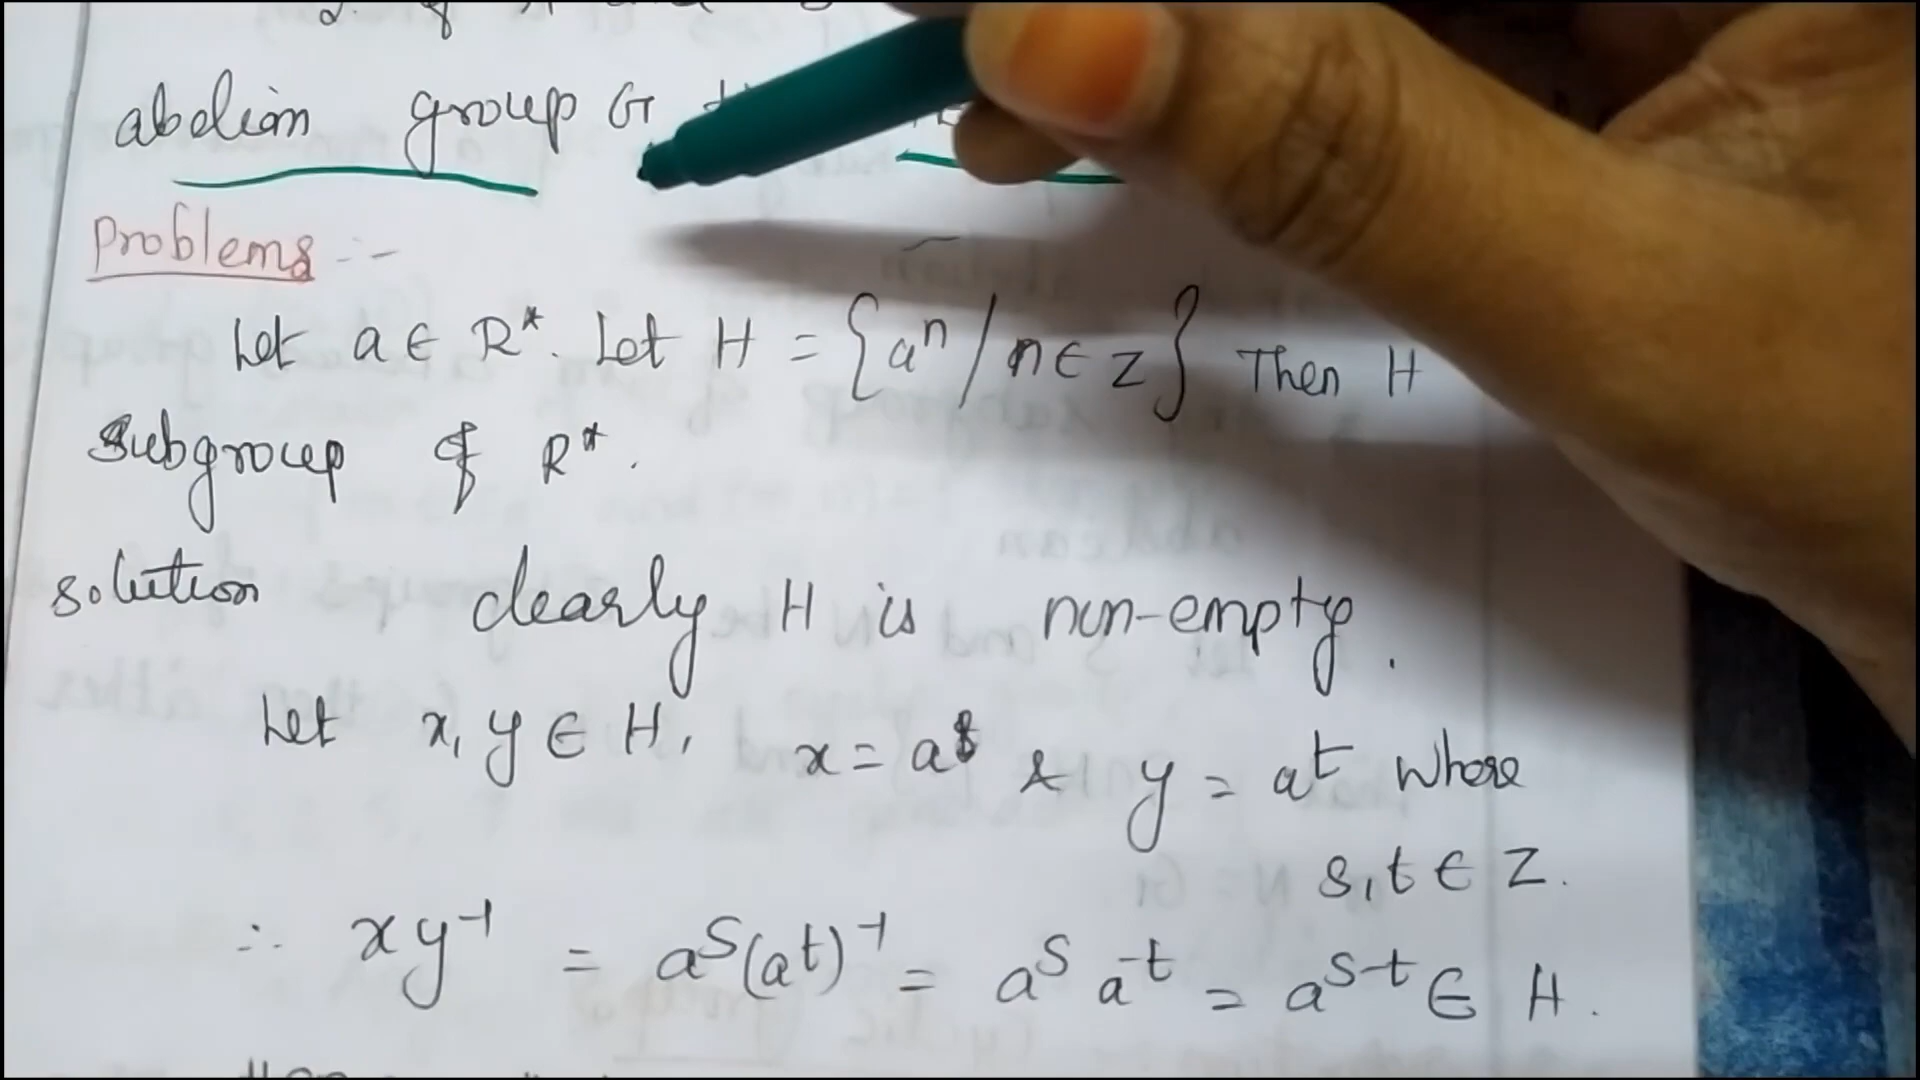 abelian group G
Problems :-
Let a ∈ R*. Let H = {aⁿ / n ∈ Z} Then H
subgroup of R*.
solution clearly H is non-empty.
Let x, y ∈ H, x = aˢ & y = aᵗ where
s, t ∈ Z.
∴ xy⁻¹ = aˢ(aᵗ)⁻¹ = aˢ a⁻ᵗ = aˢ⁻ᵗ ∈ H.